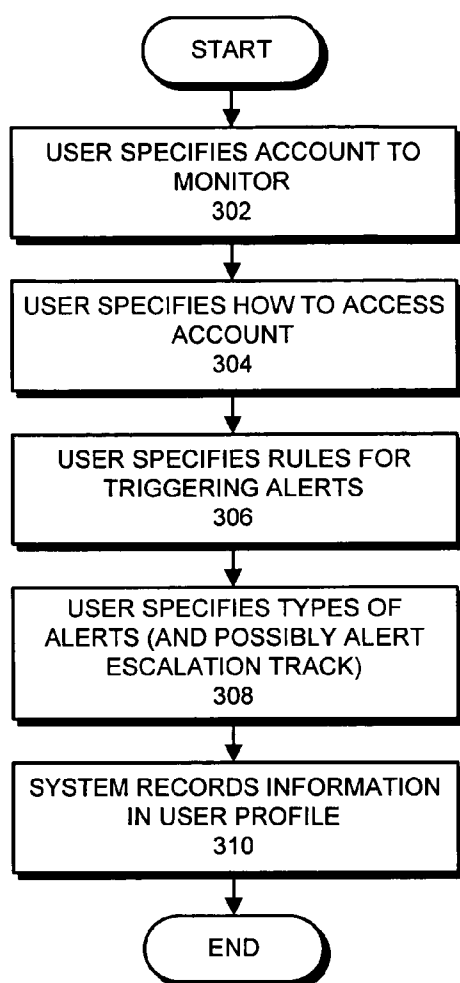 START
USER SPECIFIES ACCOUNT TO
MONITOR
302
USER SPECIFIES HOW TO ACCESS
ACCOUNT
304
USER SPECIFIES RULES FOR
TRIGGERING ALERTS
306
USER SPECIFIES TYPES OF
ALERTS (AND POSSIBLY ALERT
ESCALATION TRACK)
308
SYSTEM RECORDS INFORMATION
IN USER PROFILE
310
END